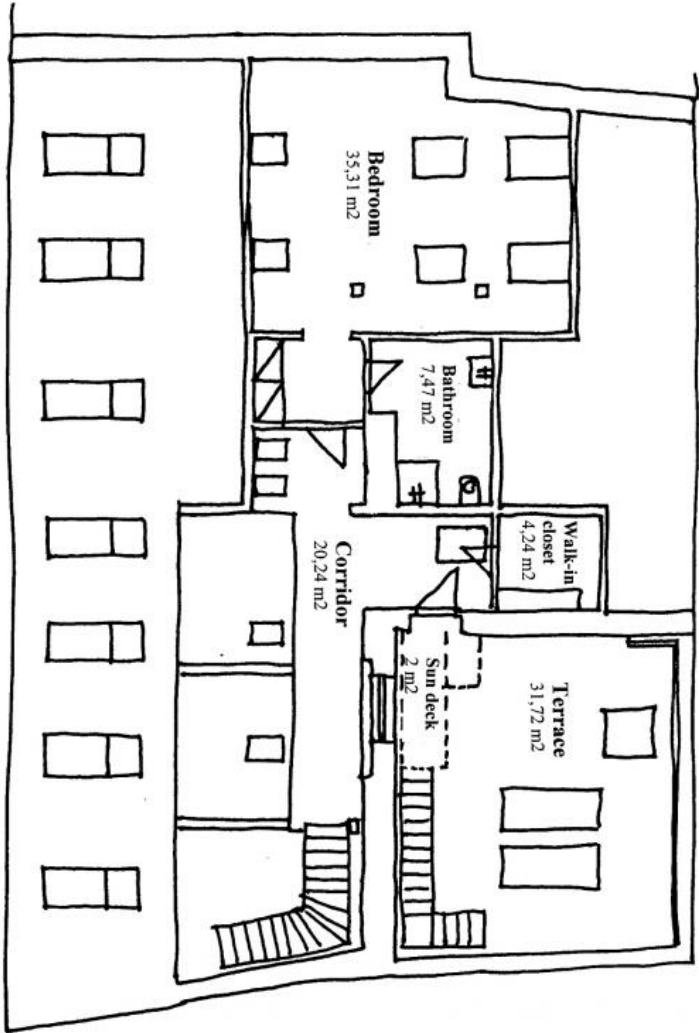 Bedroom
35,31 m2
Bathroom
7,47 m2
Walk-in
closet
4,24 m2
Corridor
20,24 m2
Sun deck
2 m2
Terrace
31,72 m2